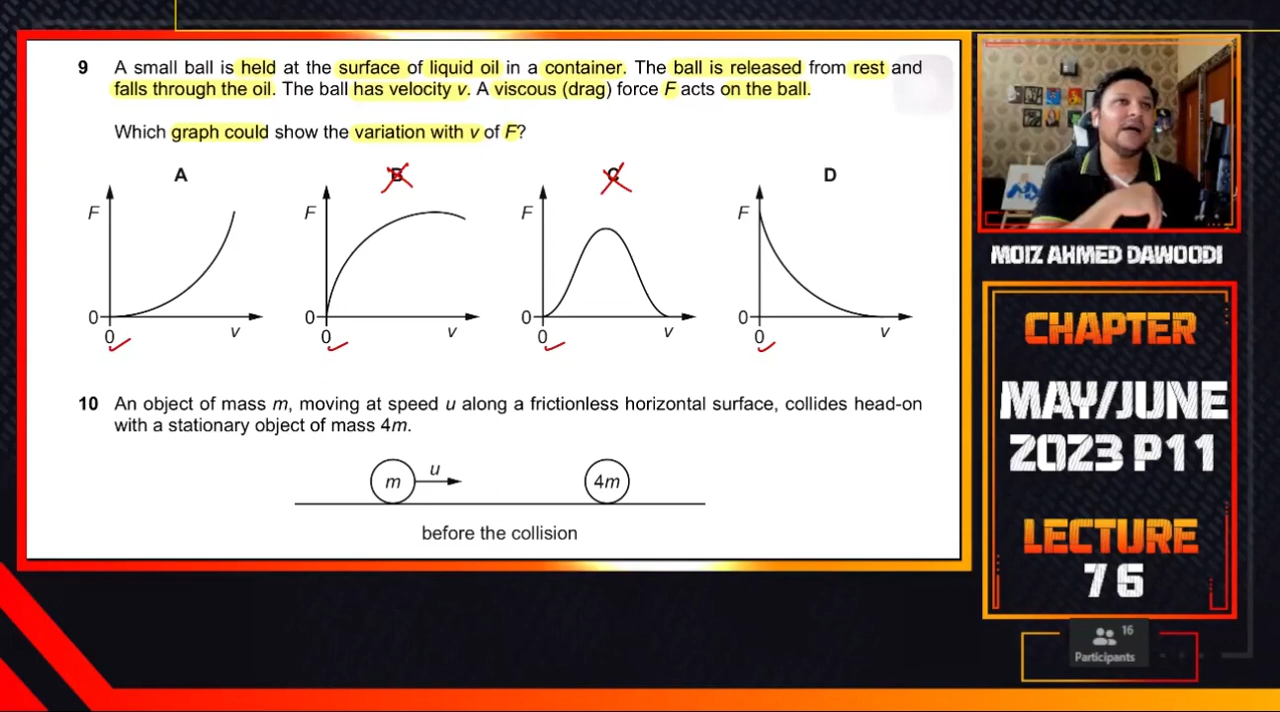 9 A small ball is held at the surface of liquid oil in a container. The ball is released from rest and
falls through the oil. The ball has velocity v. A viscous (drag) force F acts on the ball.
Which graph could show the variation with v of F?
A B C D
F F F F
0 0 0 0
0 v 0 v 0 v 0 v
10 An object of mass m, moving at speed u along a frictionless horizontal surface, collides head-on
with a stationary object of mass 4m.
u
m 4m
before the collision
MOIZ AHMED DAWOODI
CHAPTER
MAY/JUNE
2023 P11
LECTURE
76
16
Participants